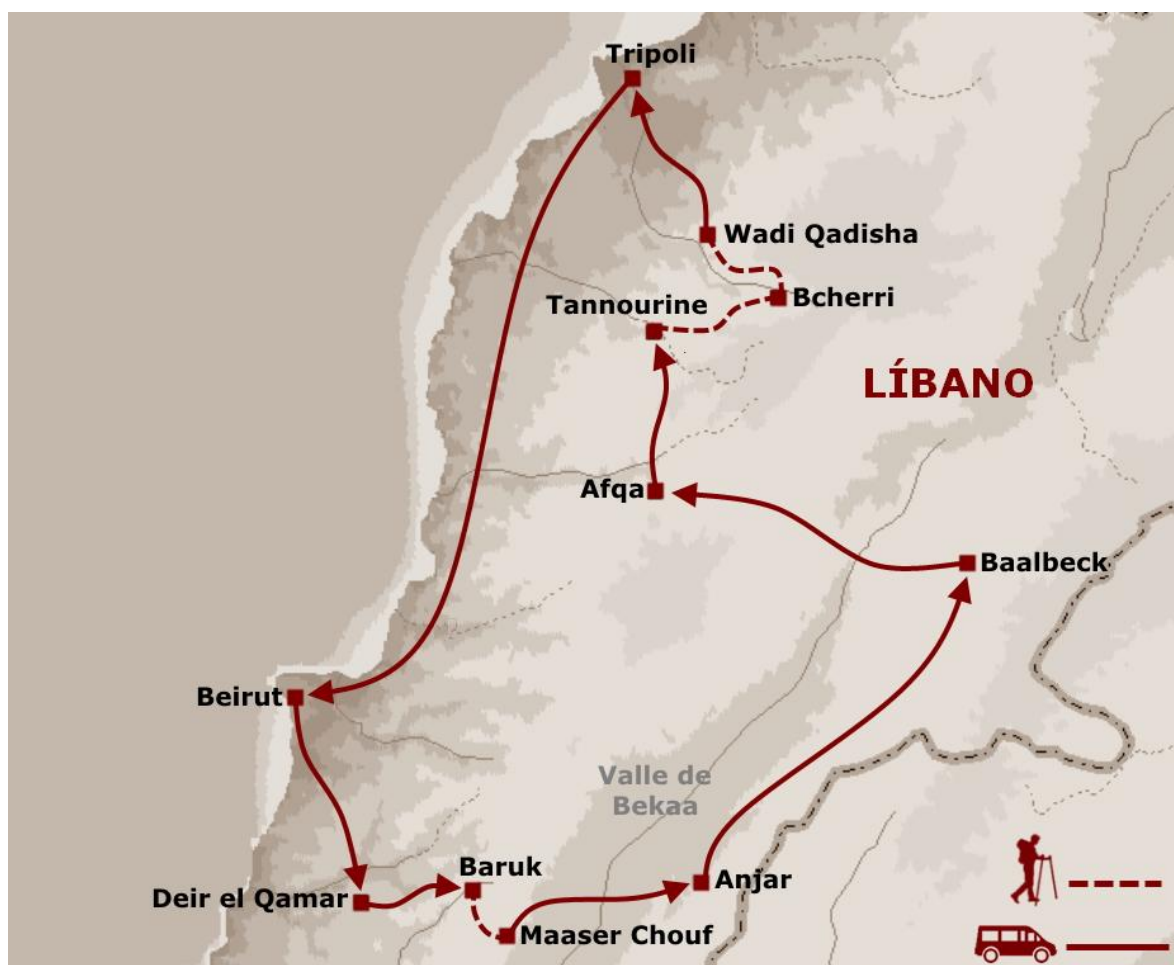 Tripoli
Wadi Qadisha
Bcherri
Tannourine
LÍBANO
Afqa
Baalbeck
Beirut
Valle de
Bekaa
Baruk
Anjar
Deir el Qamar
Maaser Chouf